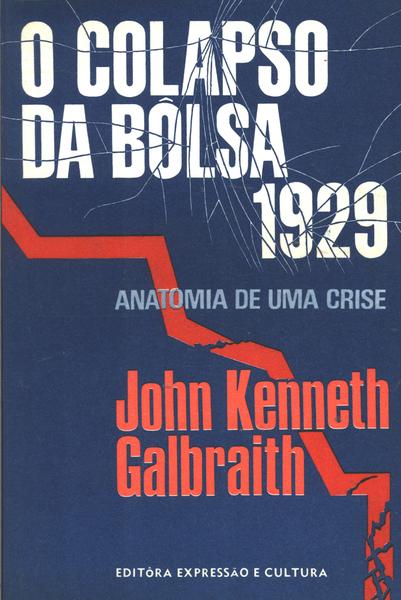 O COLAPSO
DA BÔLSA
1929
ANATOMIA DE UMA CRISE
John Kenneth
Galbraith
EDITÔRA EXPRESSÃO E CULTURA